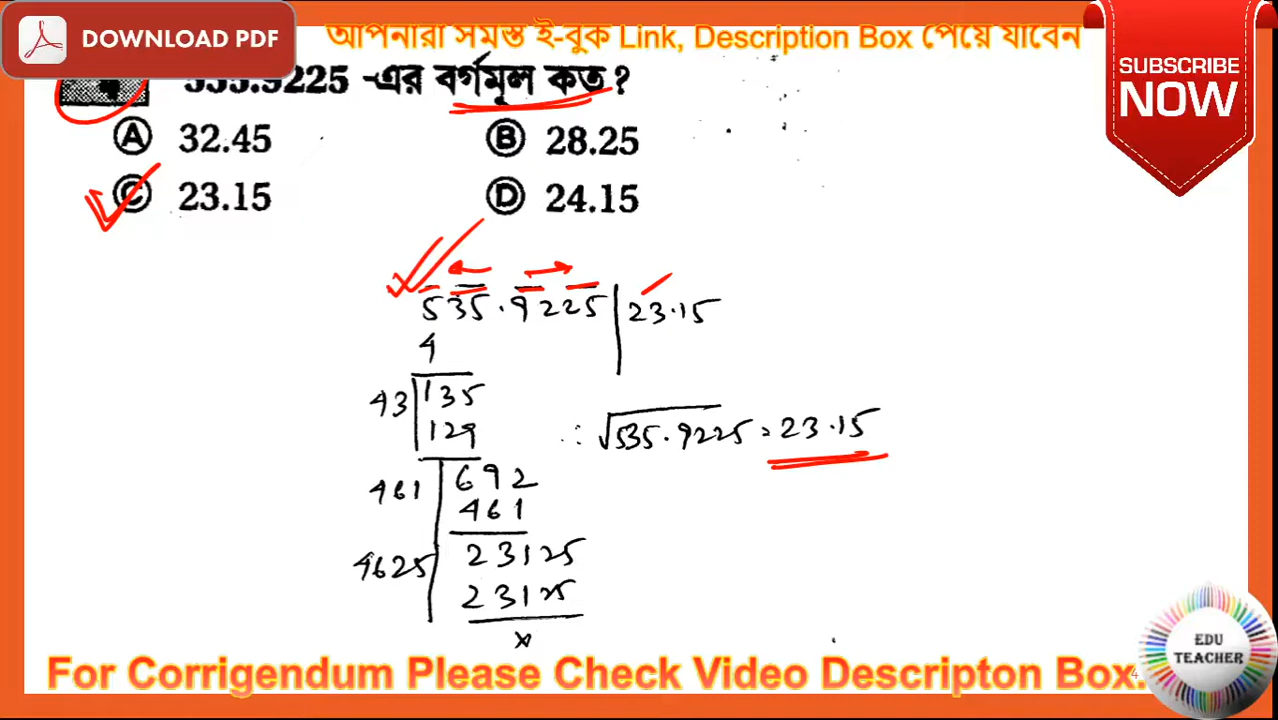 DOWNLOAD PDF
আপনারা সমস্ত ই-বুক Link, Description Box পেয়ে যাবেন
SUBSCRIBE
NOW
535.9225 -এর বর্গমূল কত?
A 32.45
B 28.25
C 23.15
D 24.15
535.9225 | 23.15
4
43 | 135
129
461 | 692
461
4625 | 23125
23125
x
∴ √535.9225 = 23.15
EDU
TEACHER
For Corrigendum Please Check Video Descripton Box.